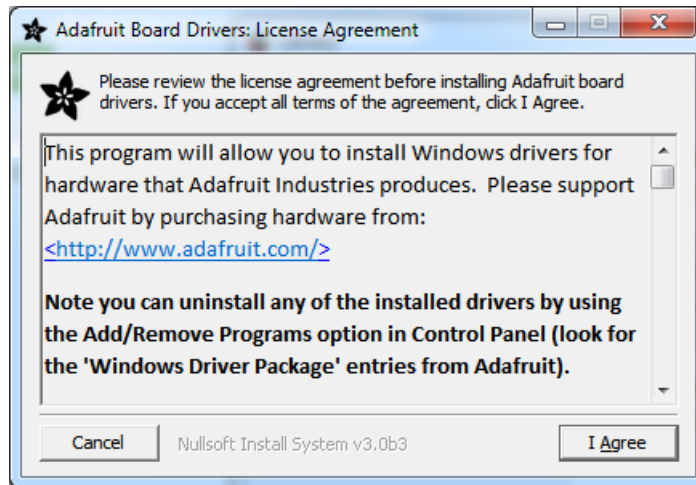 Adafruit Board Drivers: License Agreement
Please review the license agreement before installing Adafruit board
drivers. If you accept all terms of the agreement, click I Agree.
This program will allow you to install Windows drivers for
hardware that Adafruit Industries produces.  Please support
Adafruit by purchasing hardware from:
<http://www.adafruit.com/>
Note you can uninstall any of the installed drivers by using
the Add/Remove Programs option in Control Panel (look for
the 'Windows Driver Package' entries from Adafruit).
Cancel Nullsoft Install System v3.0b3 I Agree